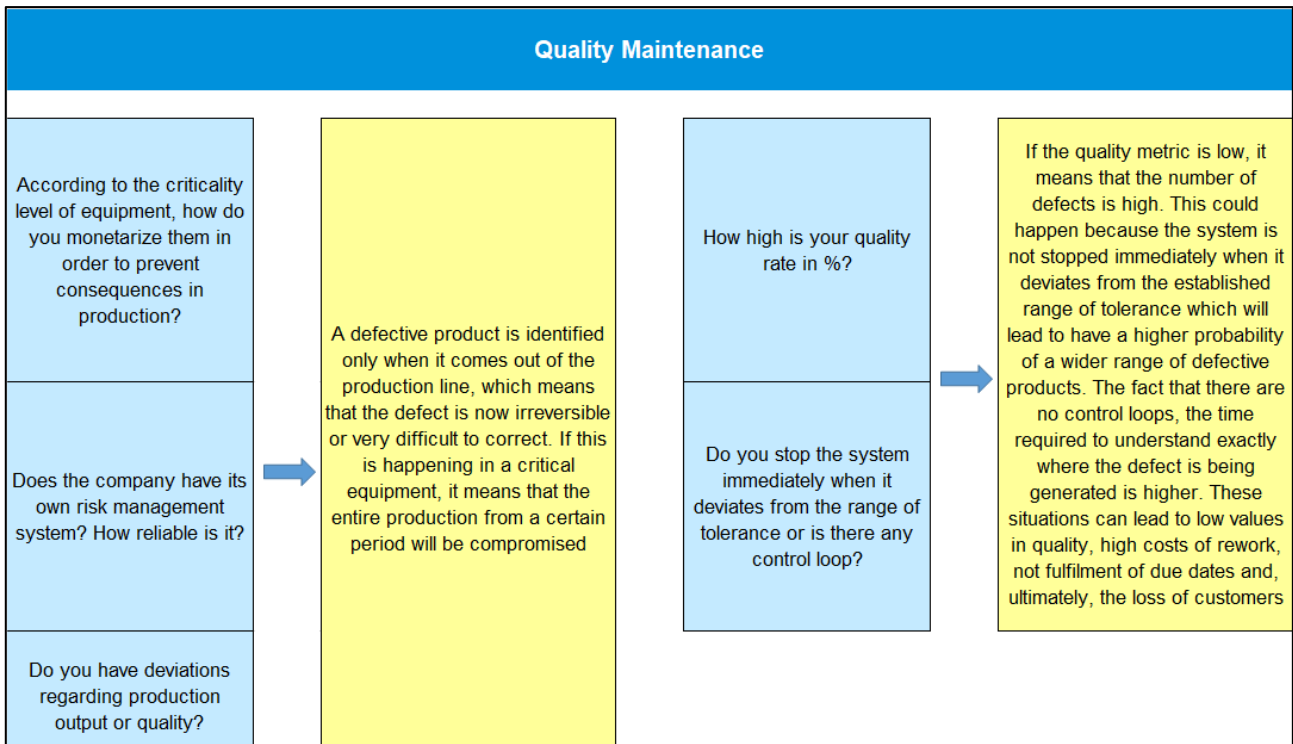 Quality Maintenance
According to the criticality
level of equipment, how do
you monetarize them in
order to prevent
consequences in
production?
Does the company have its
own risk management
system? How reliable is it?
Do you have deviations
regarding production
output or quality?
A defective product is identified
only when it comes out of the
production line, which means
that the defect is now irreversible
or very difficult to correct. If this
is happening in a critical
equipment, it means that the
entire production from a certain
period will be compromised
How high is your quality
rate in %?
Do you stop the system
immediately when it
deviates from the range of
tolerance or is there any
control loop?
If the quality metric is low, it
means that the number of
defects is high. This could
happen because the system is
not stopped immediately when it
deviates from the established
range of tolerance which will
lead to have a higher probability
of a wider range of defective
products. The fact that there are
no control loops, the time
required to understand exactly
where the defect is being
generated is higher. These
situations can lead to low values
in quality, high costs of rework,
not fulfilment of due dates and,
ultimately, the loss of customers